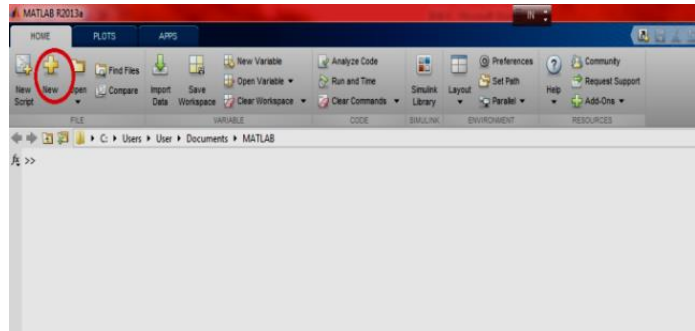 MATLAB R2013a
IN
HOME PLOTS APPS
New Script
New
Open
Find Files
Compare
Import Data
Save Workspace
New Variable
Open Variable
Clear Workspace
Analyze Code
Run and Time
Clear Commands
Simulink Library
Layout
Preferences
Set Path
Parallel
Help
Community
Request Support
Add-Ons
FILE VARIABLE CODE SIMULINK ENVIRONMENT RESOURCES
C: Users User Documents MATLAB
fx >>